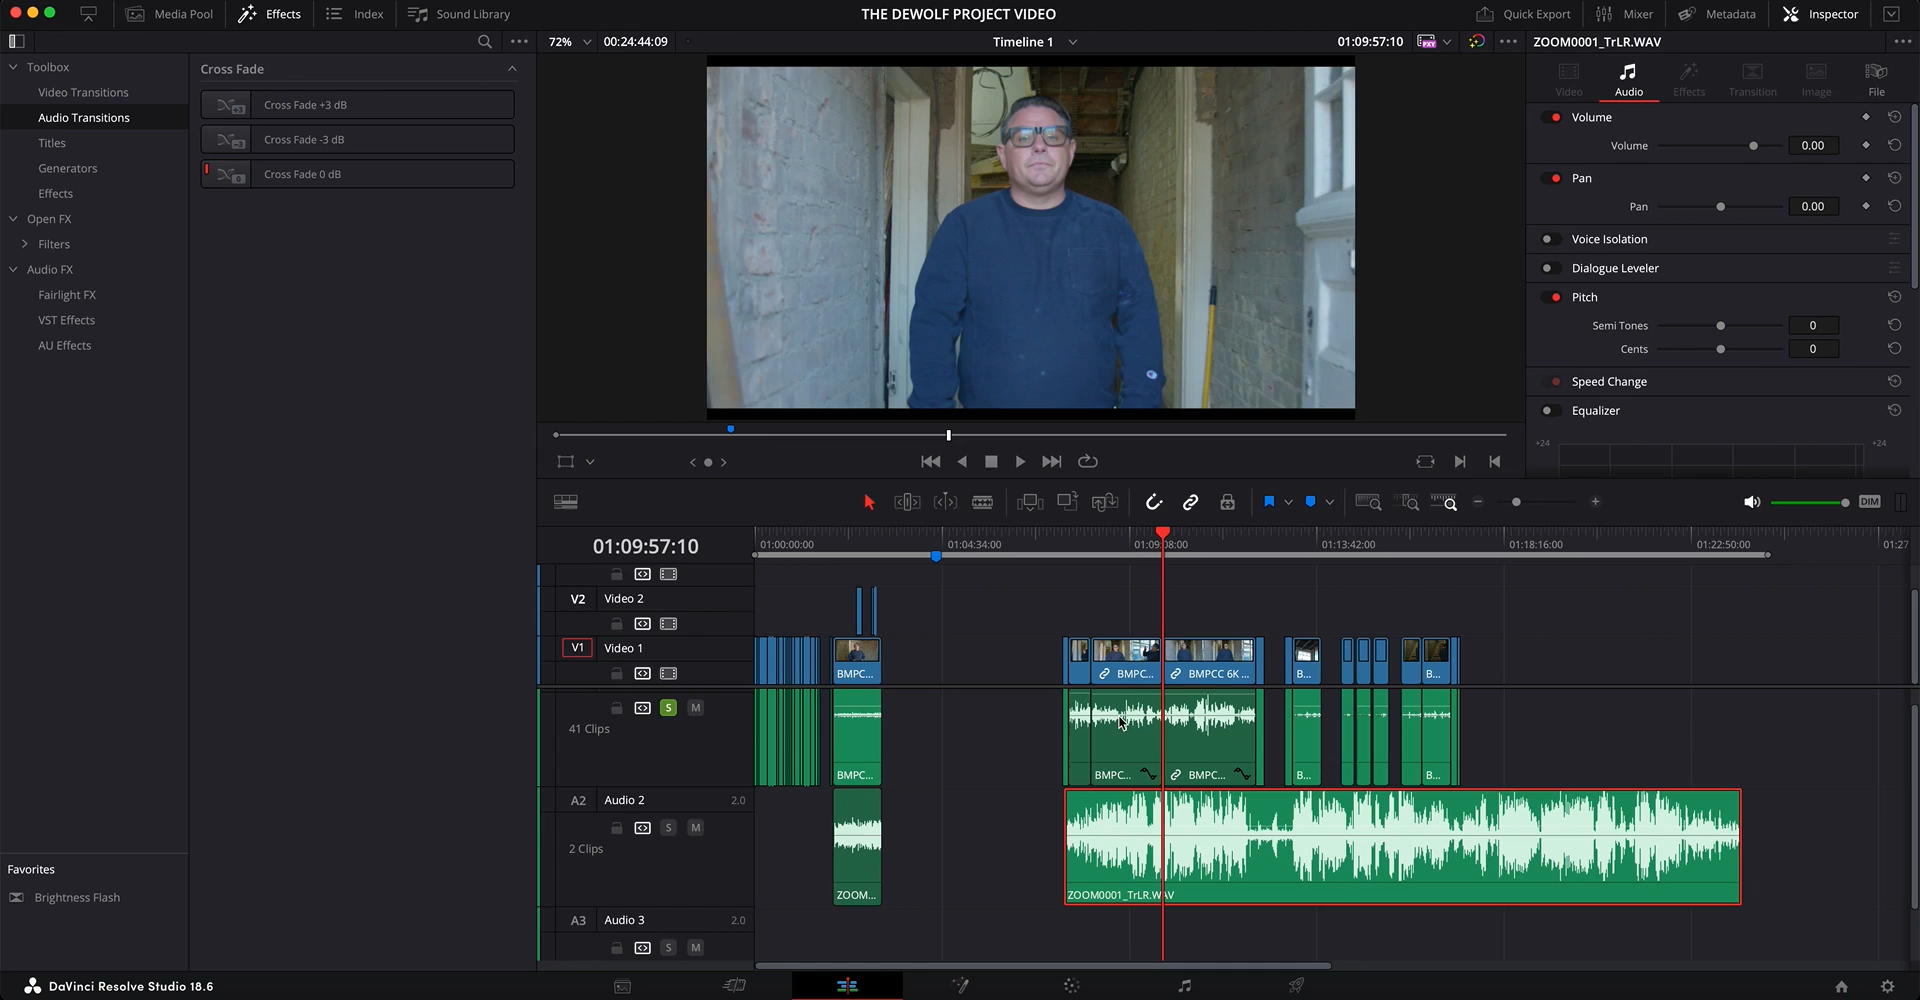 Media Pool
Effects
Index
Sound Library
THE DEWOLF PROJECT VIDEO
Quick Export
Mixer
Metadata
Inspector
72%
00:24:44:09
Timeline 1
01:09:57:10
PXY
ZOOM0001_TrLR.WAV
Toolbox
Video Transitions
Audio Transitions
Titles
Generators
Effects
Open FX
Filters
Audio FX
Fairlight FX
VST Effects
AU Effects
Favorites
Brightness Flash
Cross Fade
Cross Fade +3 dB
Cross Fade -3 dB
Cross Fade 0 dB
Video
Audio
Effects
Transition
Image
File
Volume
Volume 0.00
Pan
Pan 0.00
Voice Isolation
Dialogue Leveler
Pitch
Semi Tones 0
Cents 0
Speed Change
Equalizer
+24 +24
DIM
01:09:57:10
01:00:00:00
01:04:34:00
01:09:08:00
01:13:42:00
01:18:16:00
01:22:50:00
01:27
V2 Video 2
V1 Video 1
BMPC...
BMPC...
BMPCC 6K ...
B...
B...
S M
41 Clips
BMPC...
BMPC...
BMPC...
B...
B...
A2 Audio 2 2.0
S M
2 Clips
ZOOM...
ZOOM0001_TrLR.WAV
A3 Audio 3 2.0
S M
DaVinci Resolve Studio 18.6